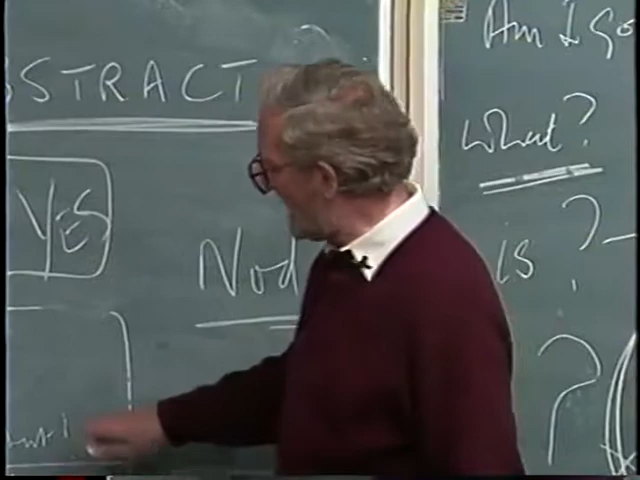 STRACT
YES
Nod
Am I Go
What?
is ?
?